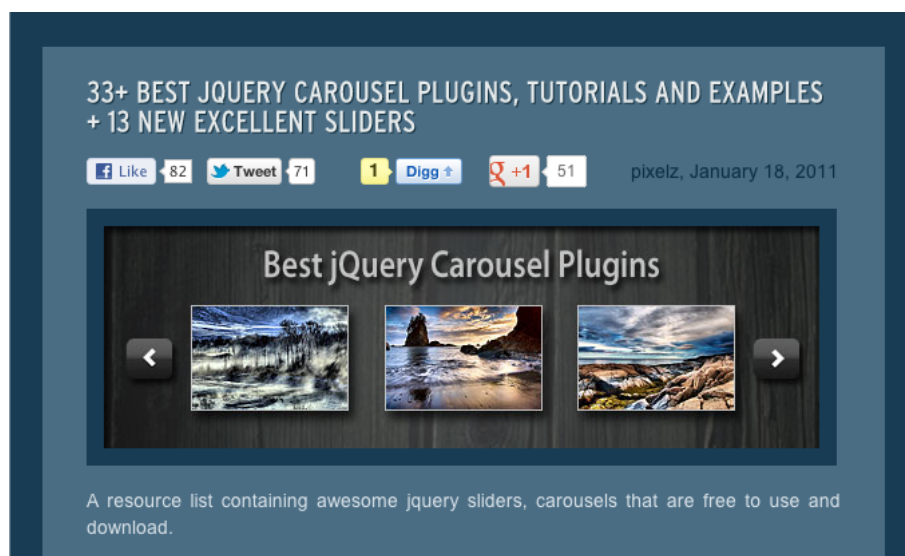 33+ BEST JQUERY CAROUSEL PLUGINS, TUTORIALS AND EXAMPLES
+ 13 NEW EXCELLENT SLIDERS
Like 82 Tweet 71 1 Digg +1 51 pixelz, January 18, 2011
Best jQuery Carousel Plugins
A resource list containing awesome jquery sliders, carousels that are free to use and
download.